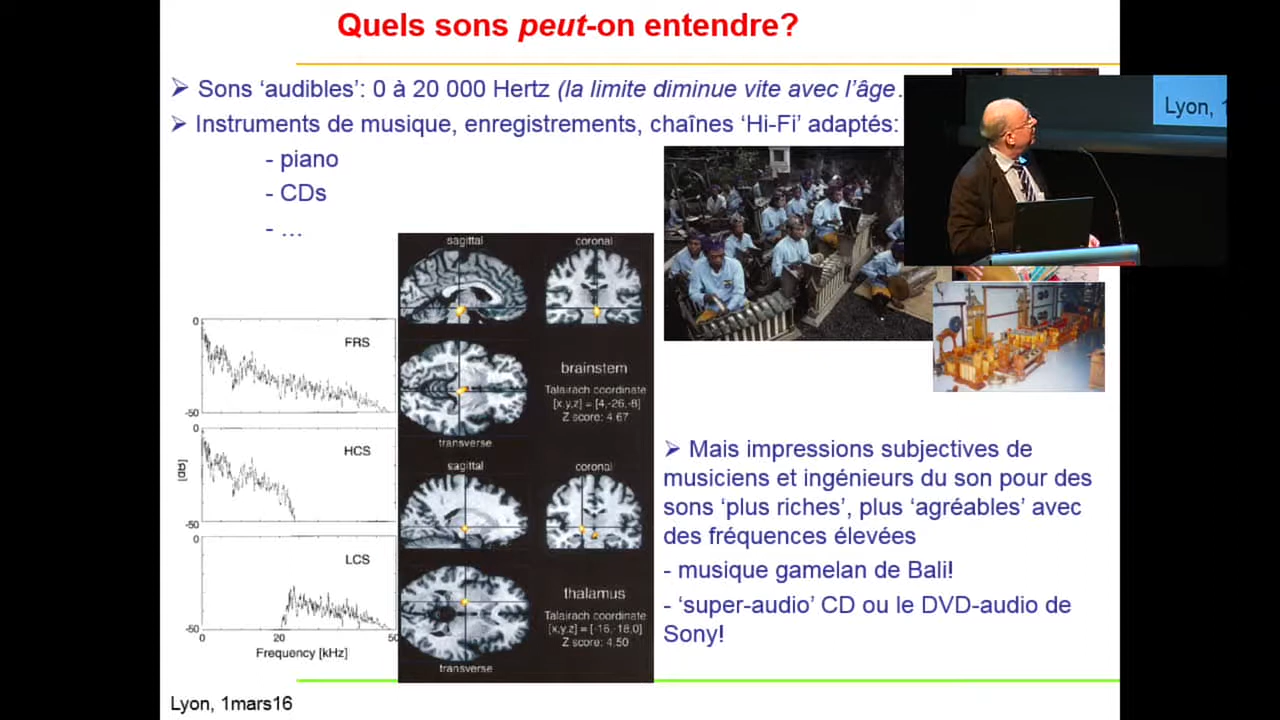 Quels sons peut-on entendre?
➢ Sons ‘audibles’: 0 à 20 000 Hertz (la limite diminue vite avec l’âge.
➢ Instruments de musique, enregistrements, chaînes ‘Hi-Fi’ adaptés:
- piano
- CDs
- …
Lyon, 1
0
FRS
-50
0
HCS
[dB]
-50
0
LCS
-50
0 20 50
Frequency [kHz]
sagittal coronal
brainstem
Talairach coordinate
[x,y,z] = [4,-26,-8]
Z score: 4.67
transverse
sagittal coronal
thalamus
Talairach coordinate
[x,y,z] = [-16,-18,0]
Z score: 4.50
transverse
➢ Mais impressions subjectives de
musiciens et ingénieurs du son pour des
sons ‘plus riches’, plus ‘agréables’ avec
des fréquences élevées
- musique gamelan de Bali!
- ‘super-audio’ CD ou le DVD-audio de
Sony!
Lyon, 1mars16